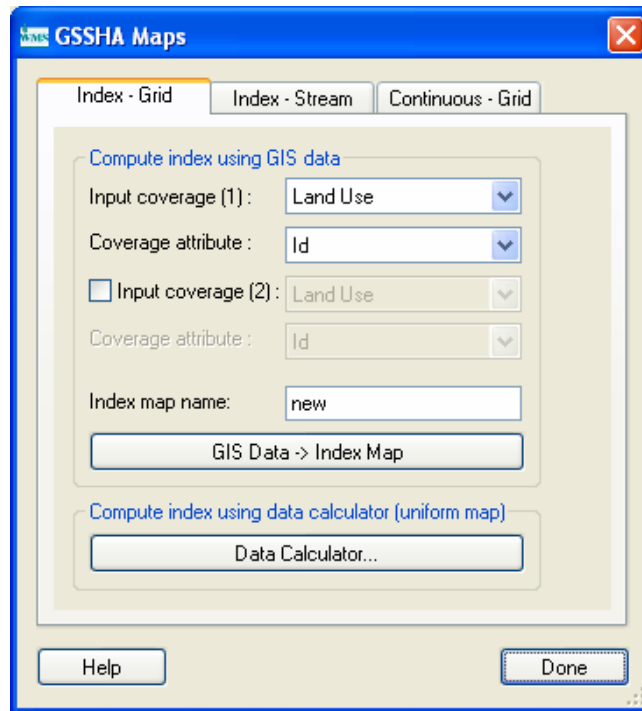 WMS GSSHA Maps
Index - Grid Index - Stream Continuous - Grid
Compute index using GIS data
Input coverage (1) : Land Use
Coverage attribute : Id
Input coverage (2) : Land Use
Coverage attribute : Id
Index map name: new
GIS Data -> Index Map
Compute index using data calculator (uniform map)
Data Calculator...
Help Done